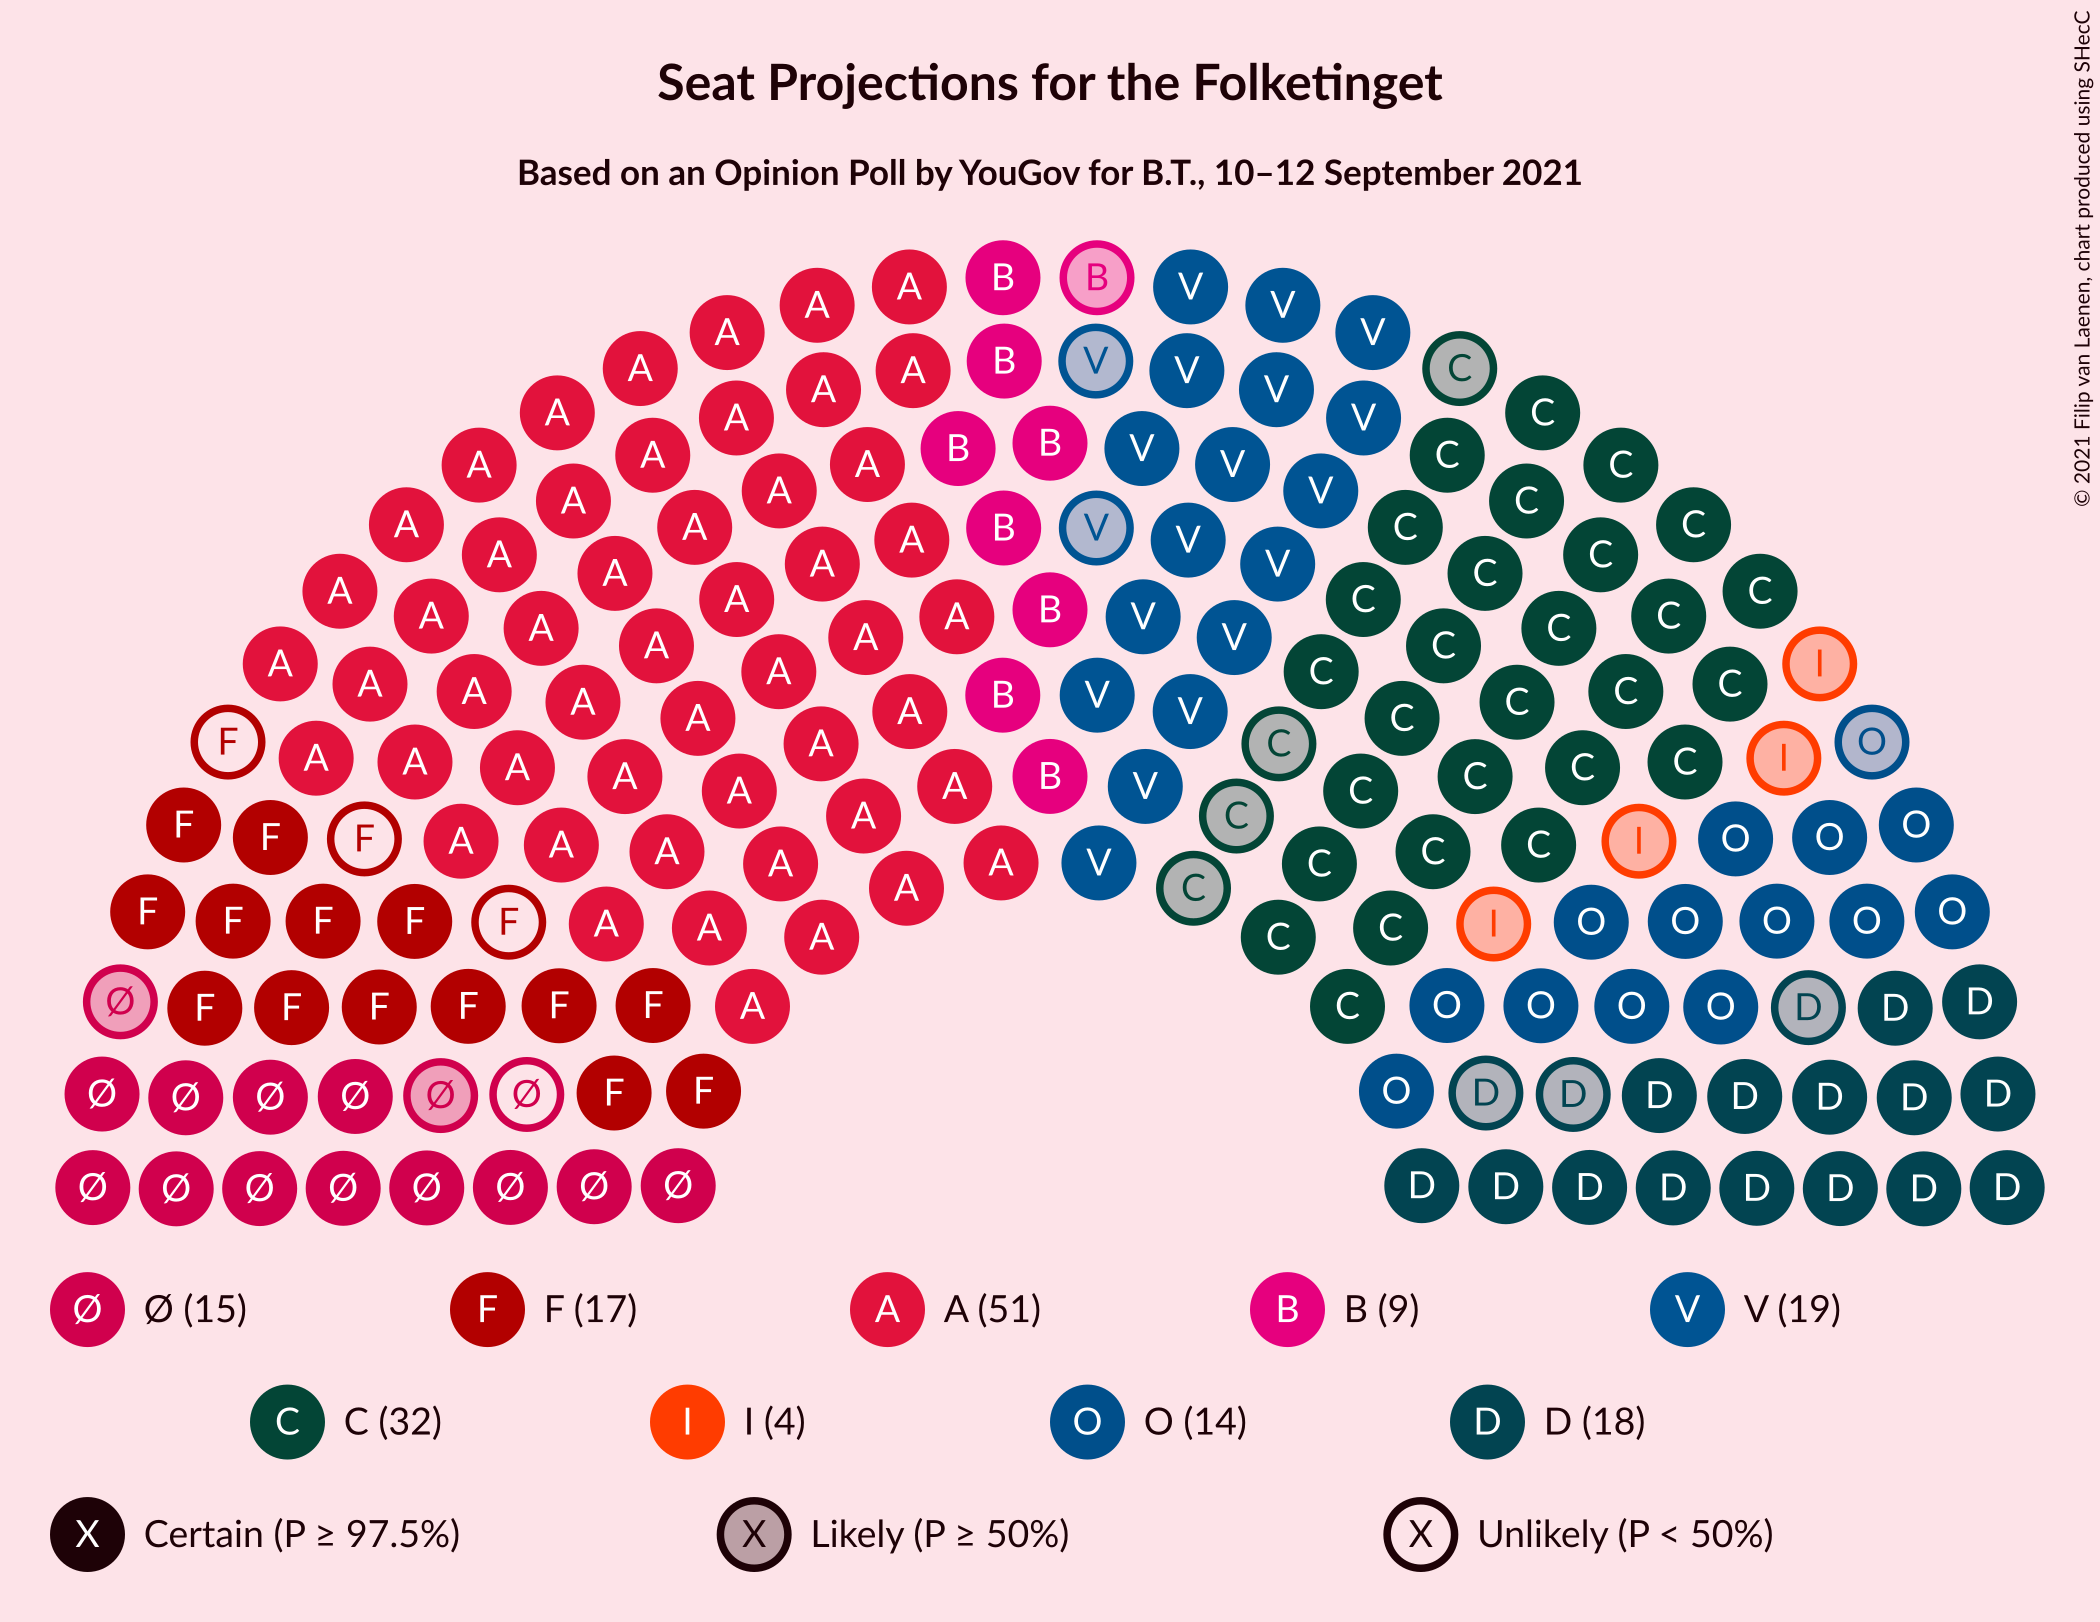 Seat Projections for the Folketinget
Based on an Opinion Poll by YouGov for B.T., 10–12 September 2021
© 2021 Filip van Laenen, chart produced using SHecC
A A B B V V
A A V
A A B V V V C
A A A V C
A A A B B V V C C
A A A V C C
A A A B V V C C
A A A A C C C
A A A B V V C C C
A A A A C C C I
A A A B V V C C C
F A A A A C C C I O
A A A B V C C C
F F F A A A A C C C I O O O
A A V C
F F F F F A A A C C I O O O O O
Ø F F F F F F A C O O O O D D D
Ø Ø Ø Ø Ø Ø F F O D D D D D D D
Ø Ø Ø Ø Ø Ø Ø Ø D D D D D D D D
Ø Ø (15) F F (17) A A (51) B B (9) V V (19)
C C (32) I I (4) O O (14) D D (18)
X Certain (P ≥ 97.5%) X Likely (P ≥ 50%) X Unlikely (P < 50%)